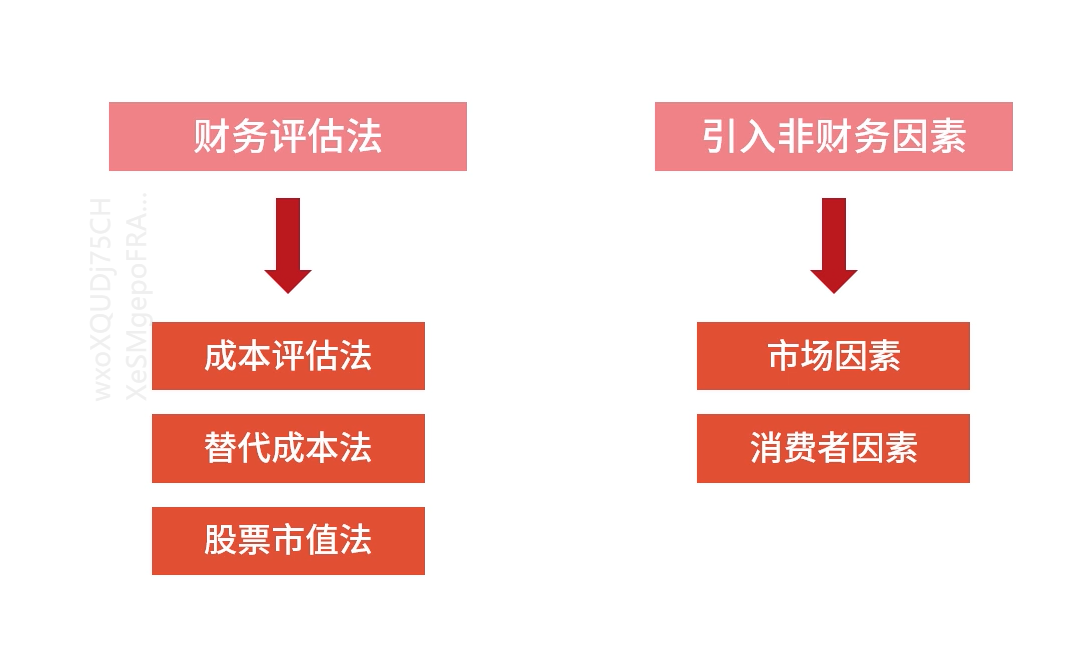 财务评估法
成本评估法
替代成本法
股票市值法
引入非财务因素
市场因素
消费者因素
wxoXQUDj75CH
XeSMgepoFRA...